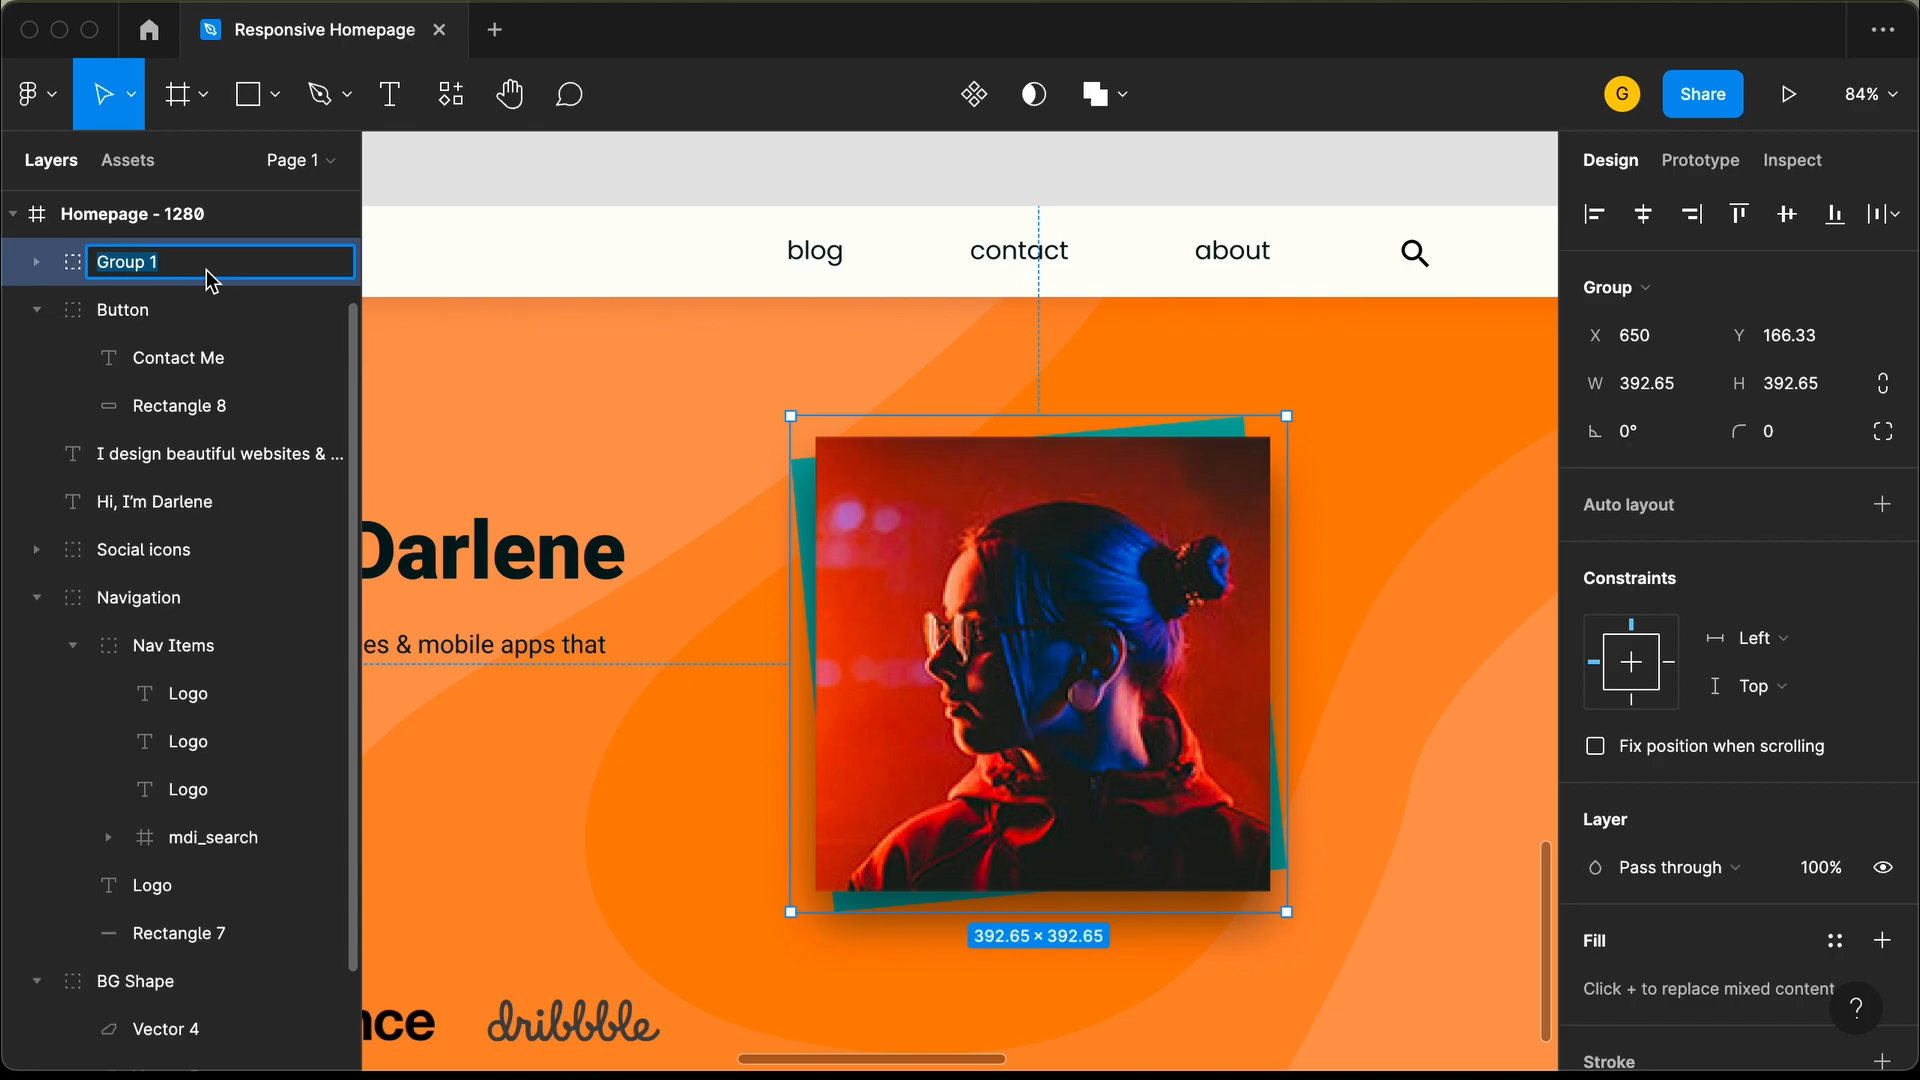 Responsive Homepage
G
Share
84%
Layers
Assets
Page 1
Homepage - 1280
Group 1
Button
Contact Me
Rectangle 8
I design beautiful websites & ...
Hi, I’m Darlene
Social icons
Navigation
Nav Items
Logo
Logo
Logo
mdi_search
Logo
Rectangle 7
BG Shape
Vector 4
blog
contact
about
Darlene
es & mobile apps that
392.65 × 392.65
nce
dribbble
Design
Prototype
Inspect
Group
X 650
Y 166.33
W 392.65
H 392.65
0°
0
Auto layout
Constraints
Left
Top
Fix position when scrolling
Layer
Pass through
100%
Fill
Click + to replace mixed content
?
Stroke